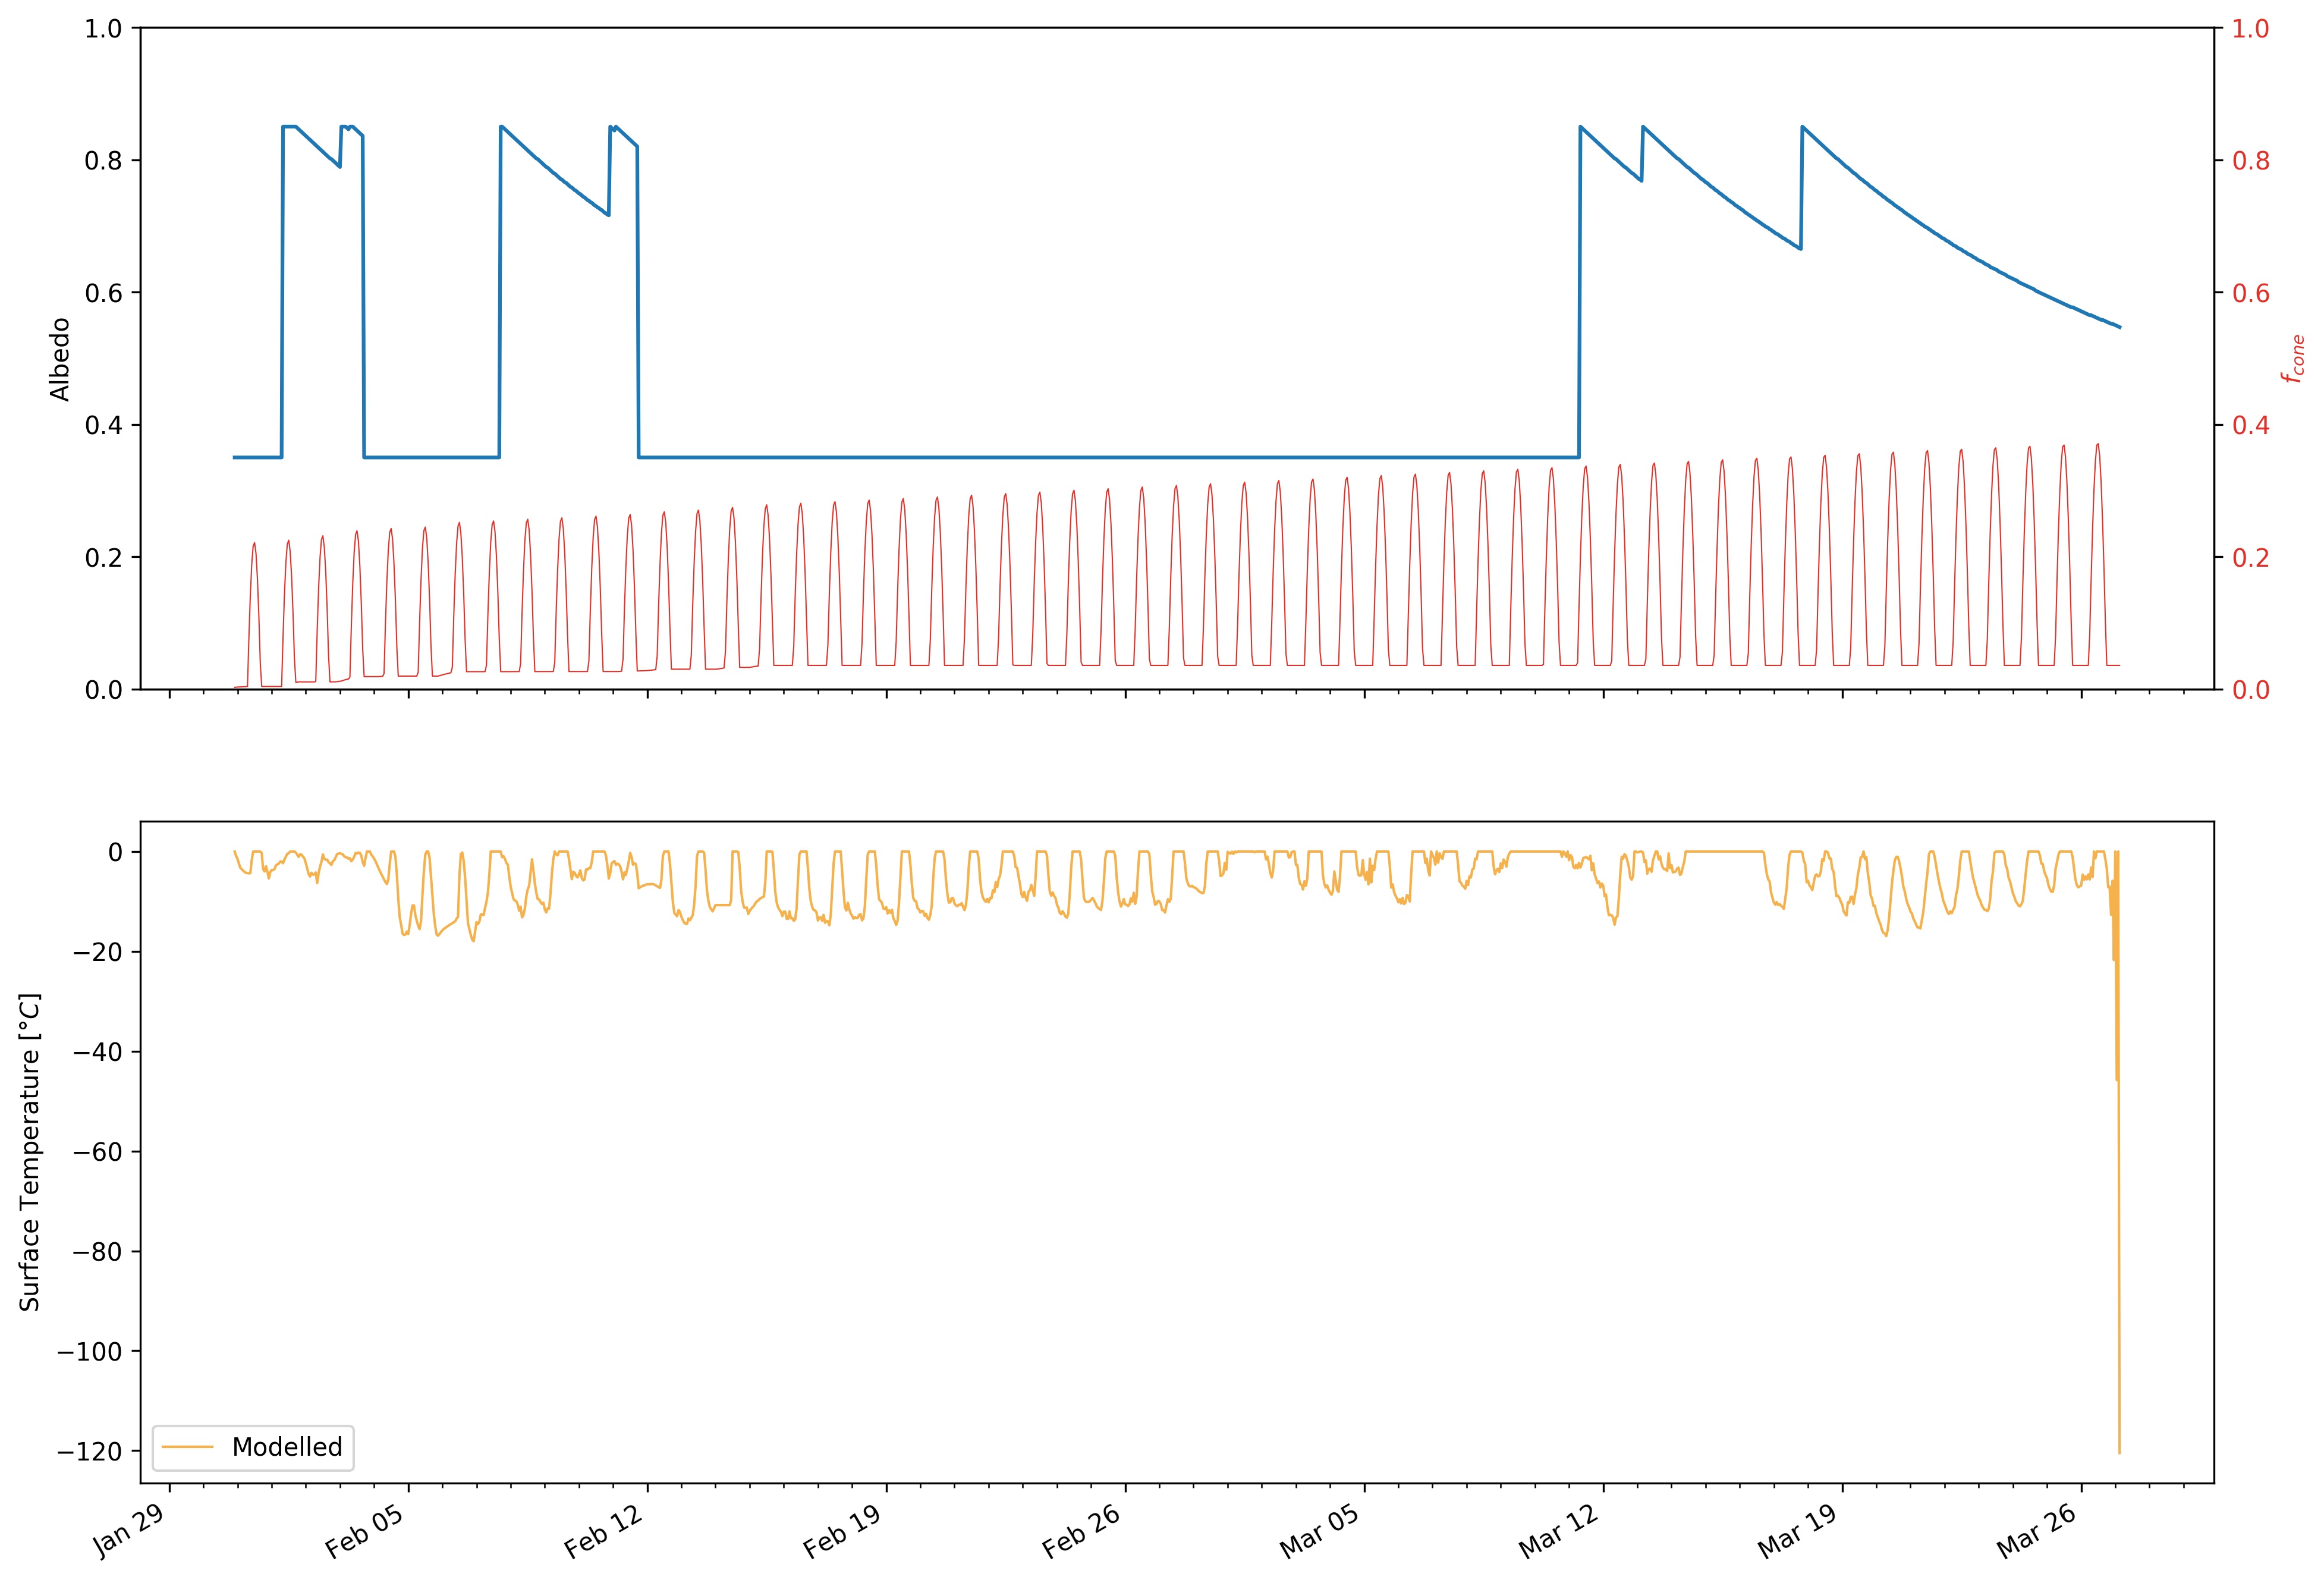 1.0
0.8
0.6
0.4
0.2
0.0
Albedo
1.0
0.8
0.6
0.4
0.2
0.0
f_cone
0
−20
−40
−60
−80
−100
−120
Surface Temperature [°C]
Modelled
Jan 29
Feb 05
Feb 12
Feb 19
Feb 26
Mar 05
Mar 12
Mar 19
Mar 26